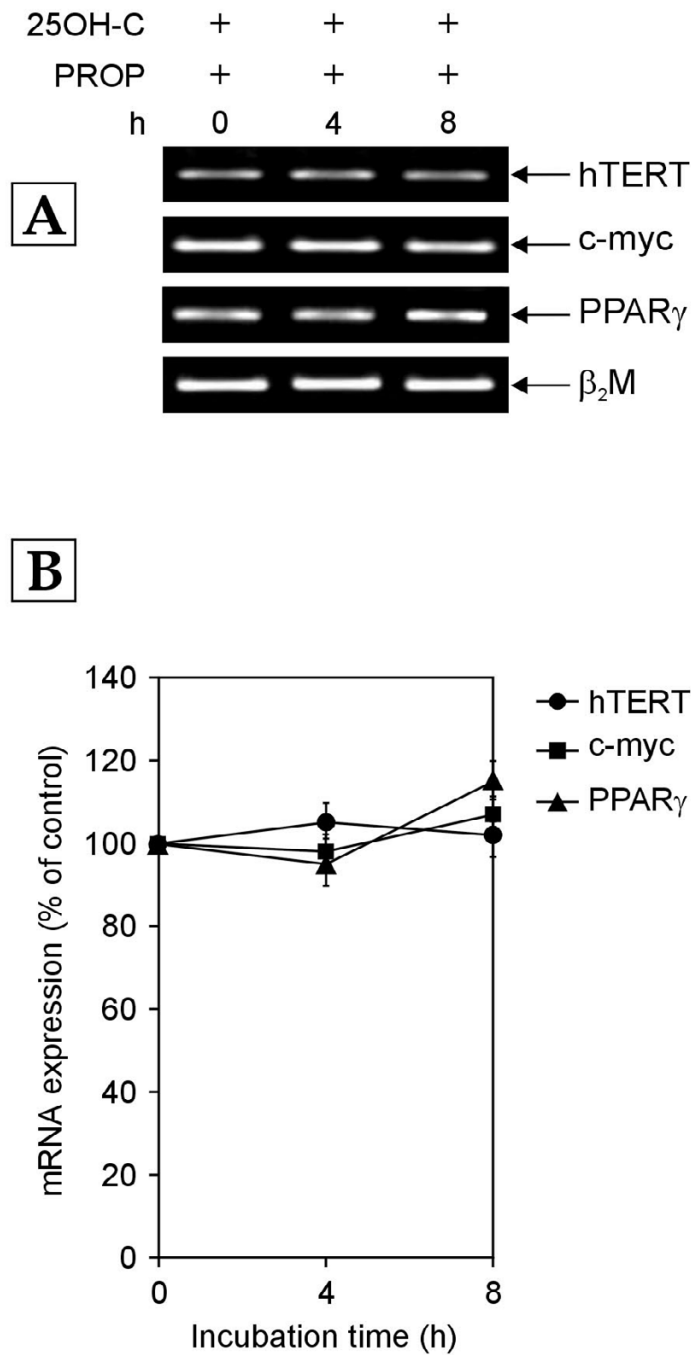 25OH-C + + +
PROP + + +
h 0 4 8
A
hTERT
c-myc
PPARγ
β₂M
B
mRNA expression (% of control)
140
120
100
80
60
40
20
0
0 4 8
Incubation time (h)
hTERT
c-myc
PPARγ